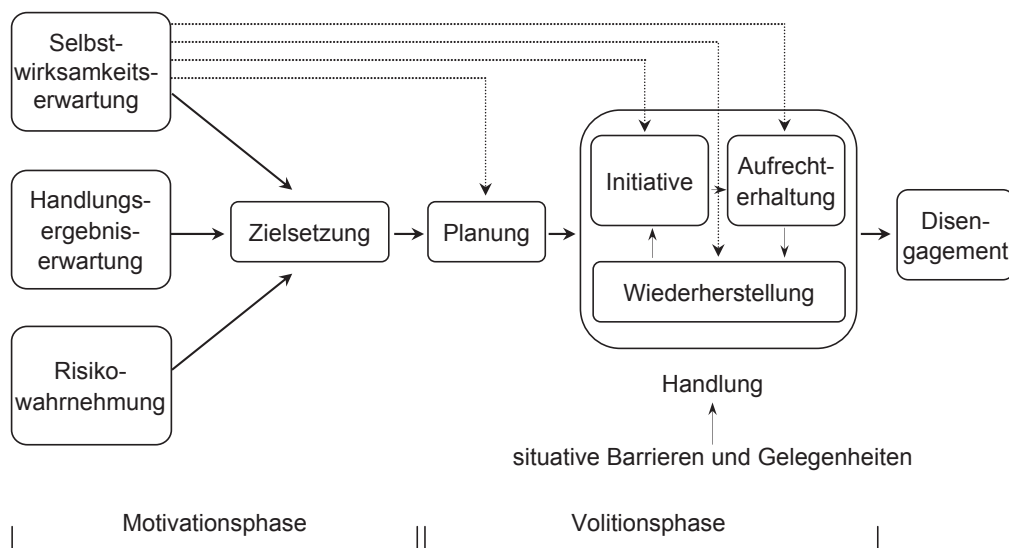 Selbst-
wirksamkeits-
erwartung
Handlungs-
ergebnis-
erwartung
Risiko-
wahrnehmung
Zielsetzung
Planung
Initiative
Aufrecht-
erhaltung
Wiederherstellung
Disen-
gagement
Handlung
situative Barrieren und Gelegenheiten
Motivationsphase
Volitionsphase